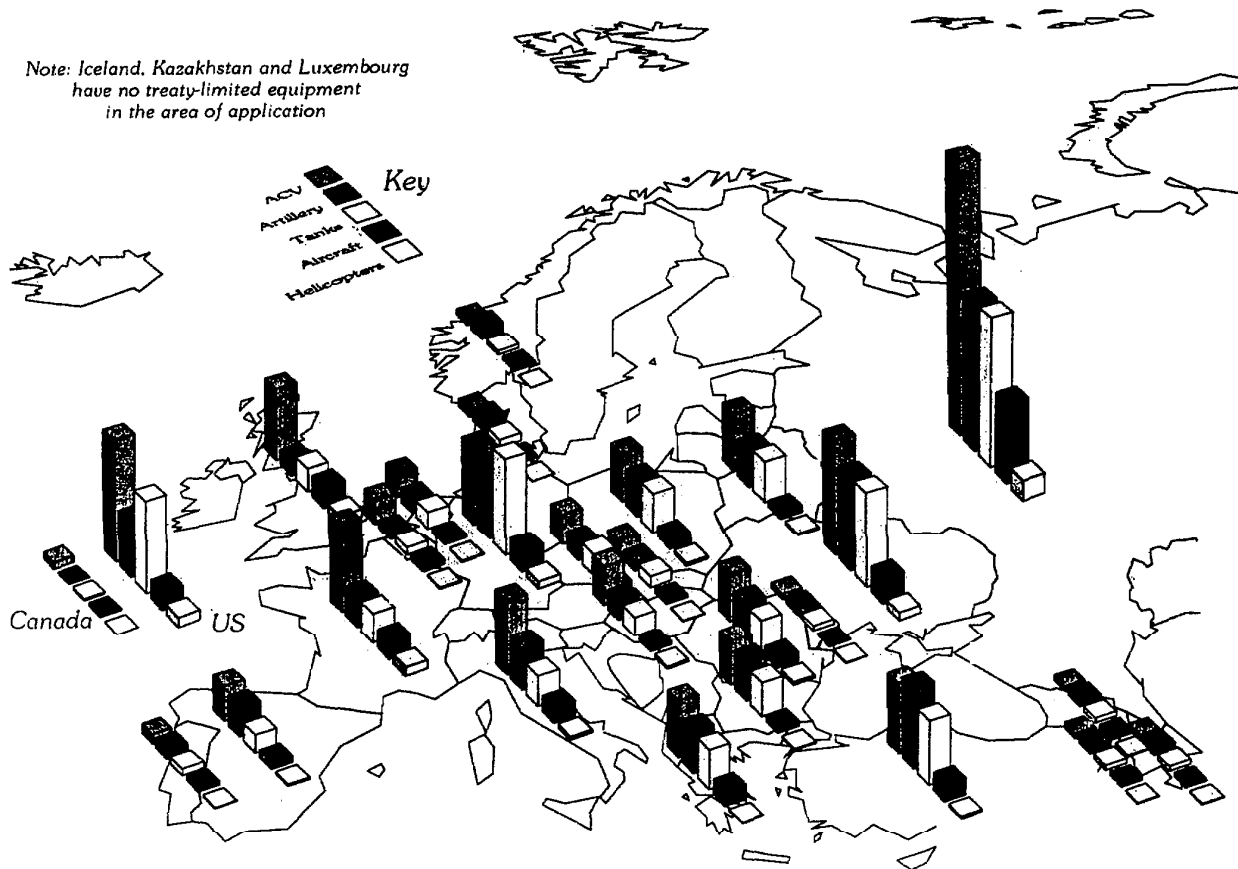 Note: Iceland, Kazakhstan and Luxembourg
have no treaty-limited equipment
in the area of application
Key
ACV
Artillery
Tanks
Aircraft
Helicopters
Canada
US